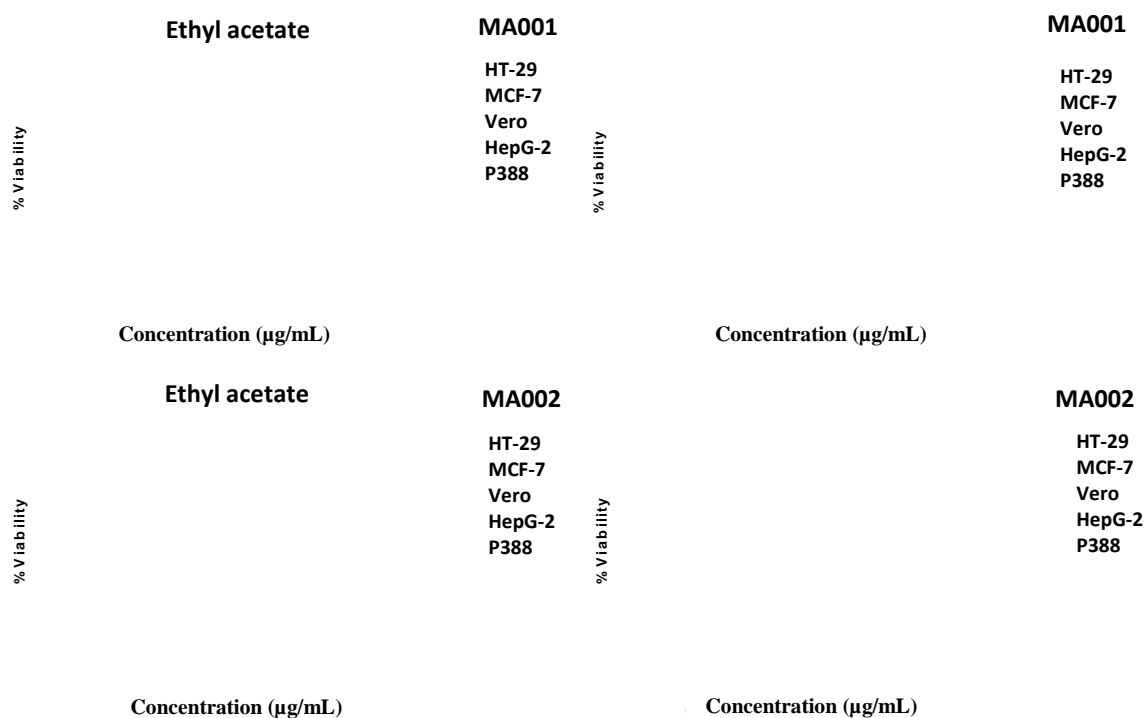 Ethyl acetate
MA001
HT-29
MCF-7
Vero
HepG-2
P388
% Viability
Concentration (µg/mL)
MA001
HT-29
MCF-7
Vero
HepG-2
P388
% Viability
Concentration (µg/mL)
Ethyl acetate
MA002
HT-29
MCF-7
Vero
HepG-2
P388
% Viability
Concentration (µg/mL)
MA002
HT-29
MCF-7
Vero
HepG-2
P388
% Viability
Concentration (µg/mL)